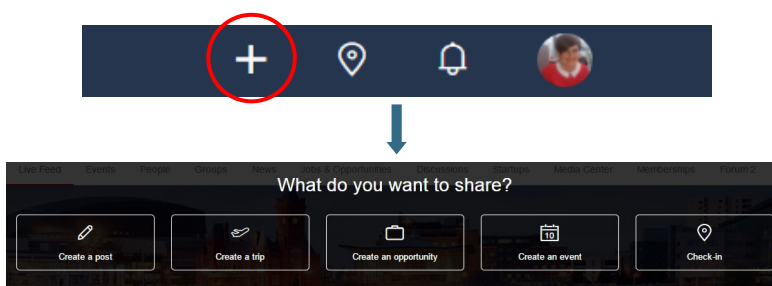 Live Feed Events People Groups News Jobs & Opportunities Discussions Startups Media Center Memberships Forum 2
What do you want to share?
10
Create a post Create a trip Create an opportunity Create an event Check-in